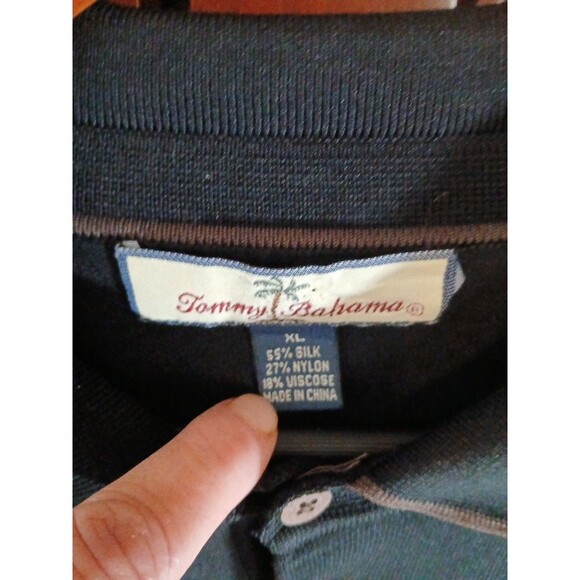 Tommy Bahama®
XL
55% SILK
27% NYLON
18% VISCOSE
MADE IN CHINA